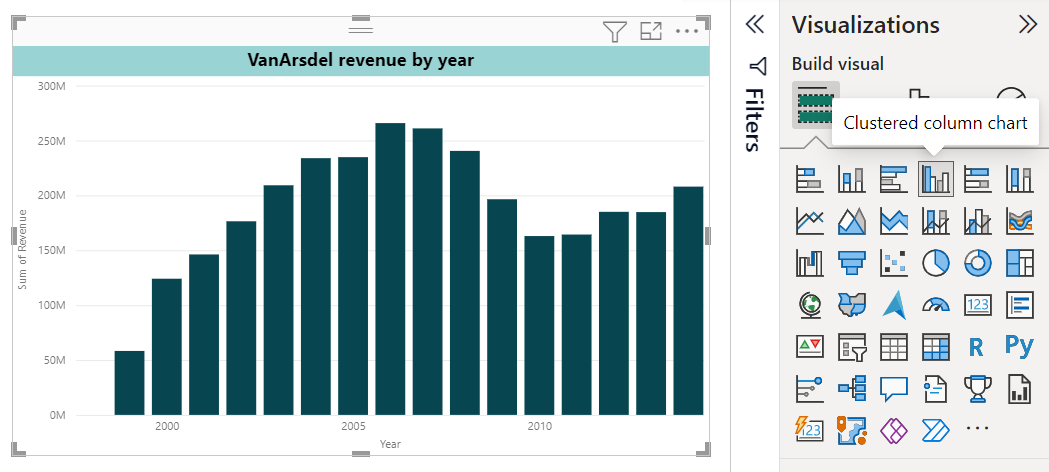 VanArsdel revenue by year
300M
250M
200M
150M
100M
50M
0M
Sum of Revenue
2000
2005
2010
Year
Filters
Visualizations
Build visual
Clustered column chart
123
R
Py
123